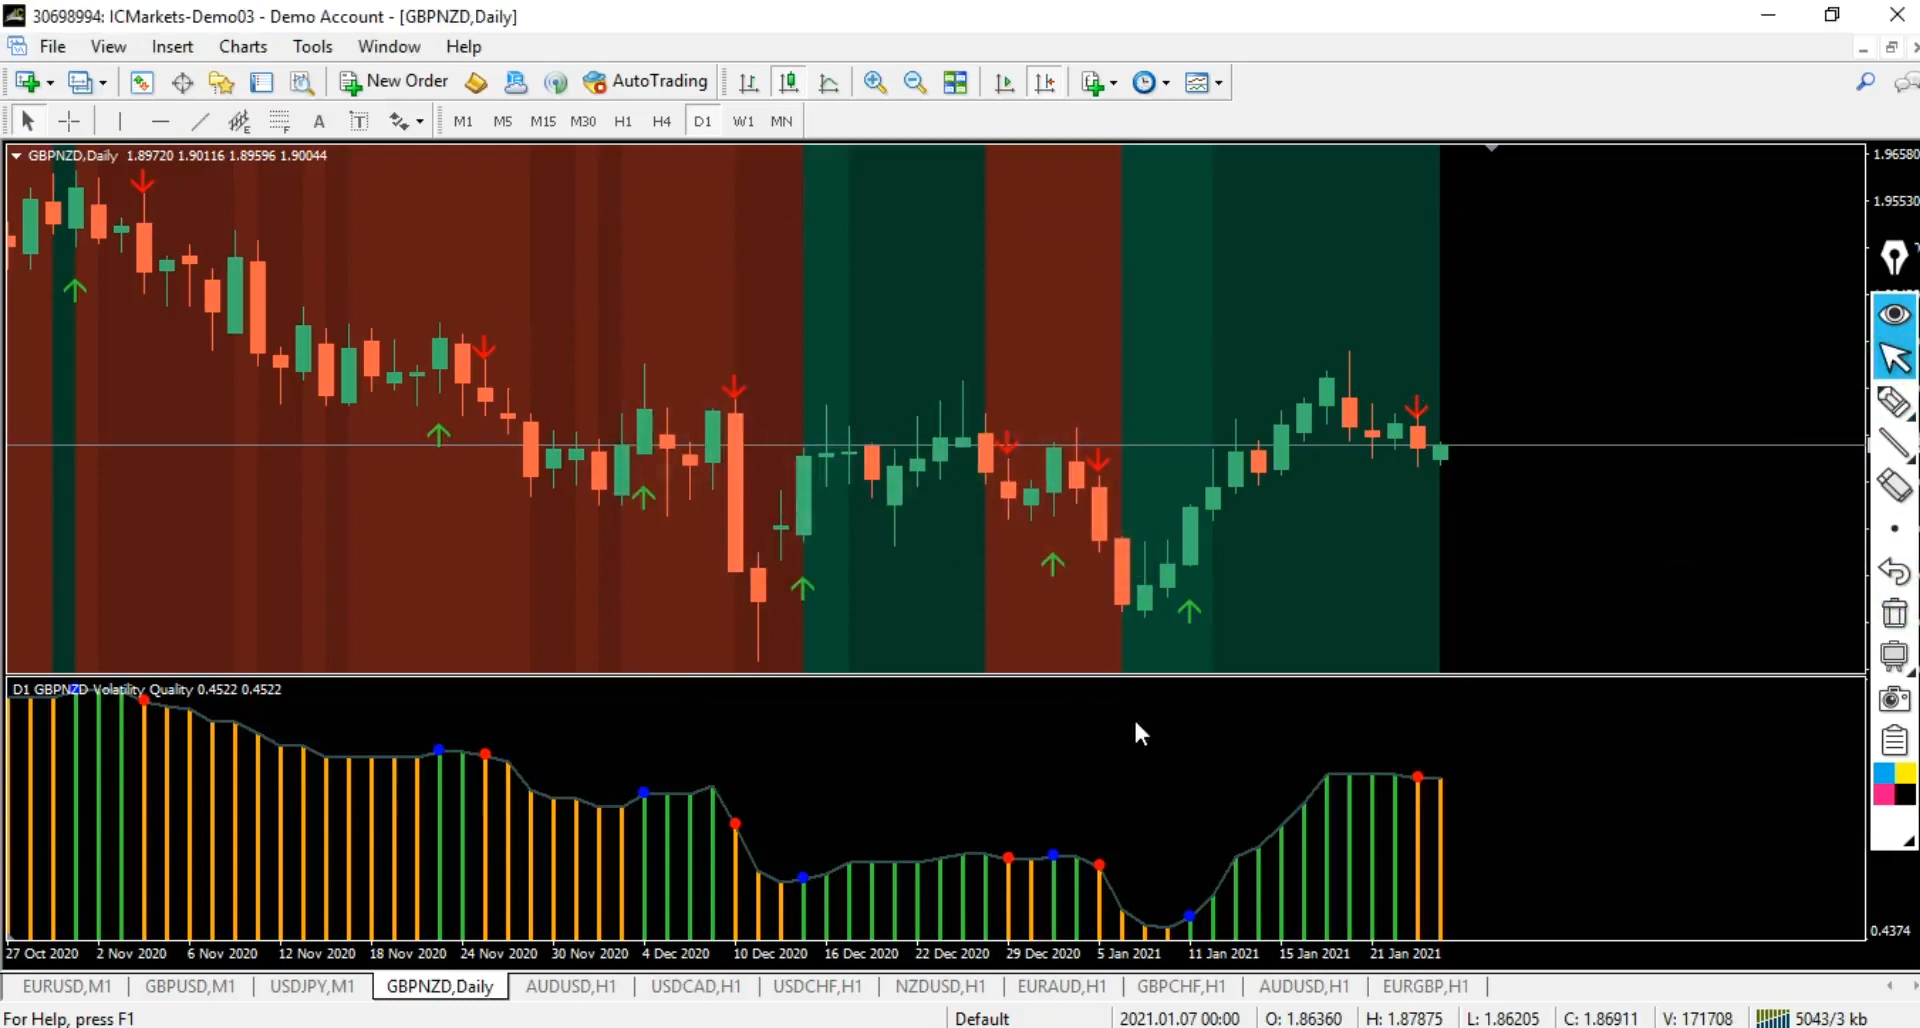 30698994: ICMarkets-Demo03 - Demo Account - [GBPNZD,Daily]
File View Insert Charts Tools Window Help
New Order AutoTrading
A T M1 M5 M15 M30 H1 H4 D1 W1 MN
GBPNZD,Daily 1.89720 1.90116 1.89596 1.90044
1.96580
1.95530
D1 GBPNZD Volatility Quality 0.4522 0.4522
0.4374
27 Oct 2020 2 Nov 2020 6 Nov 2020 12 Nov 2020 18 Nov 2020 24 Nov 2020 30 Nov 2020 4 Dec 2020 10 Dec 2020 16 Dec 2020 22 Dec 2020 29 Dec 2020 5 Jan 2021 11 Jan 2021 15 Jan 2021 21 Jan 2021
EURUSD,M1 GBPUSD,M1 USDJPY,M1 GBPNZD,Daily AUDUSD,H1 USDCAD,H1 USDCHF,H1 NZDUSD,H1 EURAUD,H1 GBPCHF,H1 AUDUSD,H1 EURGBP,H1
For Help, press F1 Default 2021.01.07 00:00 O: 1.86360 H: 1.87875 L: 1.86205 C: 1.86911 V: 171708 5043/3 kb